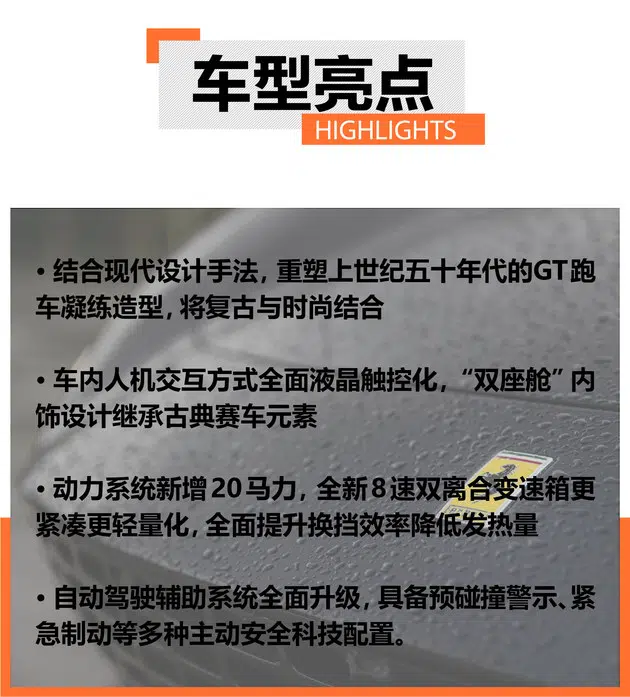 车型亮点
HIGHLIGHTS
• 结合现代设计手法，重塑上世纪五十年代的GT跑
车凝练造型，将复古与时尚结合
• 车内人机交互方式全面液晶触控化，“双座舱”内
饰设计继承古典赛车元素
• 动力系统新增20马力，全新8速双离合变速箱更
紧凑更轻量化，全面提升换挡效率降低发热量
• 自动驾驶辅助系统全面升级，具备预碰撞警示、紧
急制动等多种主动安全科技配置。